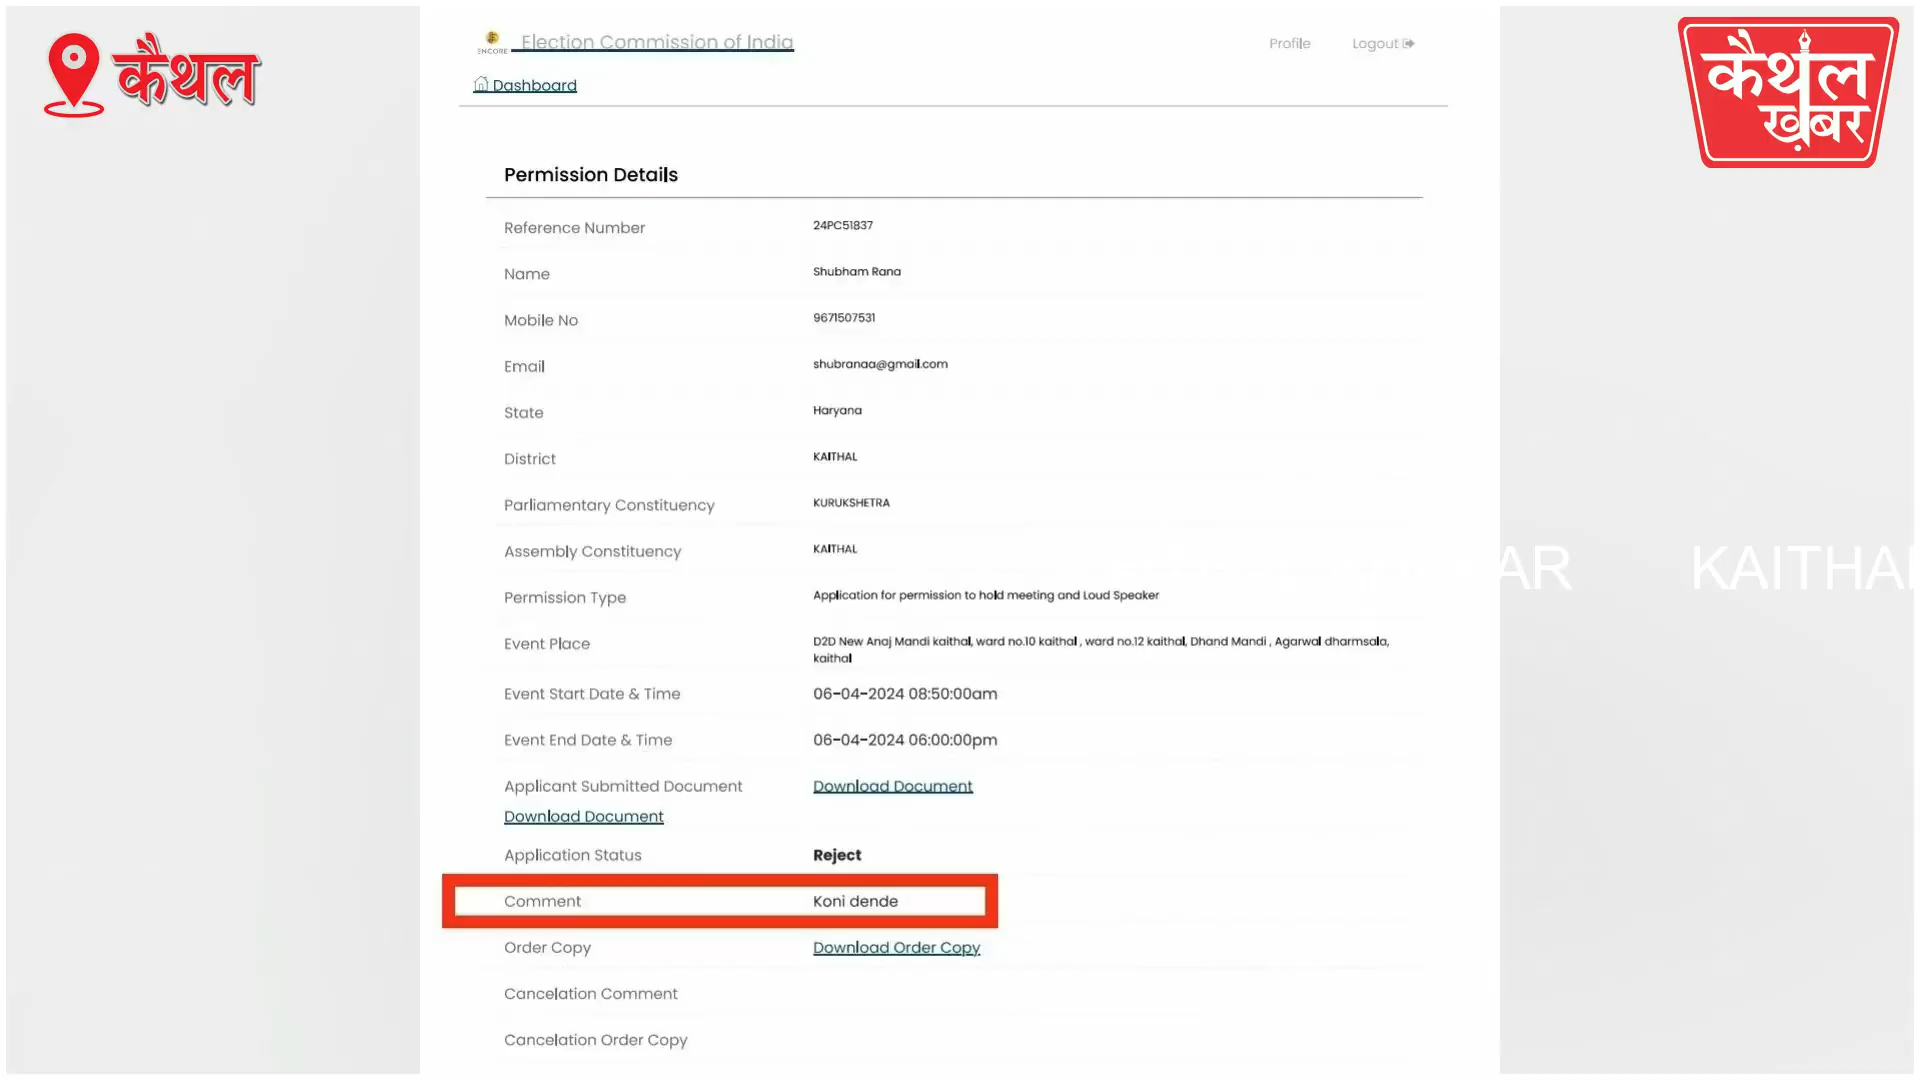 कैथल
ENCORE Election Commission of India
Profile
Logout
कैथल
ख़बर
Dashboard
Permission Details
Reference Number 24PC51837
Name Shubham Rana
Mobile No 9671507531
Email shubranaa@gmail.com
State Haryana
District KAITHAL
Parliamentary Constituency KURUKSHETRA
Assembly Constituency KAITHAL
Permission Type Application for permission to hold meeting and Loud Speaker
Event Place D2D New Anaj Mandi kaithal, ward no.10 kaithal , ward no.12 kaithal, Dhand Mandi , Agarwal dharmsala,
kaithal
Event Start Date & Time 06-04-2024 08:50:00am
Event End Date & Time 06-04-2024 06:00:00pm
Applicant Submitted Document Download Document
Download Document
Application Status Reject
Comment Koni dende
Order Copy Download Order Copy
Cancelation Comment
Cancelation Order Copy